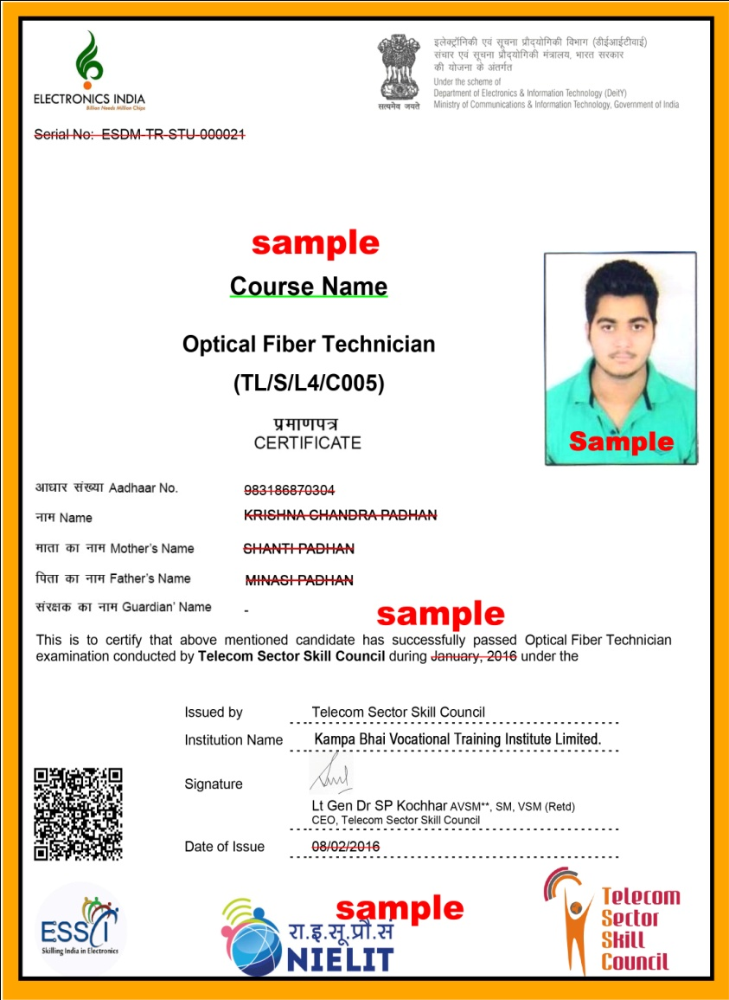 ELECTRONICS INDIA
Billion Needs Million Chips
सत्यमेव जयते
इलेक्ट्रॉनिकी एवं सूचना प्रौद्योगिकी विभाग (डीईआईटीवाई)
संचार एवं सूचना प्रौद्योगिकी मंत्रालय, भारत सरकार
की योजना के अंतर्गत
Under the scheme of
Department of Electronics & Information Technology (DeitY)
Ministry of Communications & Information Technology, Government of India
Serial No: ESDM-TR-STU-000021
sample
Course Name
Optical Fiber Technician
(TL/S/L4/C005)
प्रमाणपत्र
CERTIFICATE
Sample
आधार संख्या Aadhaar No. 983186870304
नाम Name KRISHNA CHANDRA PADHAN
माता का नाम Mother's Name SHANTI PADHAN
पिता का नाम Father's Name MINASI PADHAN
संरक्षक का नाम Guardian' Name -
sample
This is to certify that above mentioned candidate has successfully passed Optical Fiber Technician
examination conducted by Telecom Sector Skill Council during January, 2016 under the
Issued by Telecom Sector Skill Council
Institution Name Kampa Bhai Vocational Training Institute Limited.
Signature
Lt Gen Dr SP Kochhar AVSM**, SM, VSM (Retd)
CEO, Telecom Sector Skill Council
Date of Issue 08/02/2016
ESSCI
Skilling India in Electronics
sample
रा.इ.सू.प्रौ.सं
NIELIT
Telecom
Sector
Skill
Council